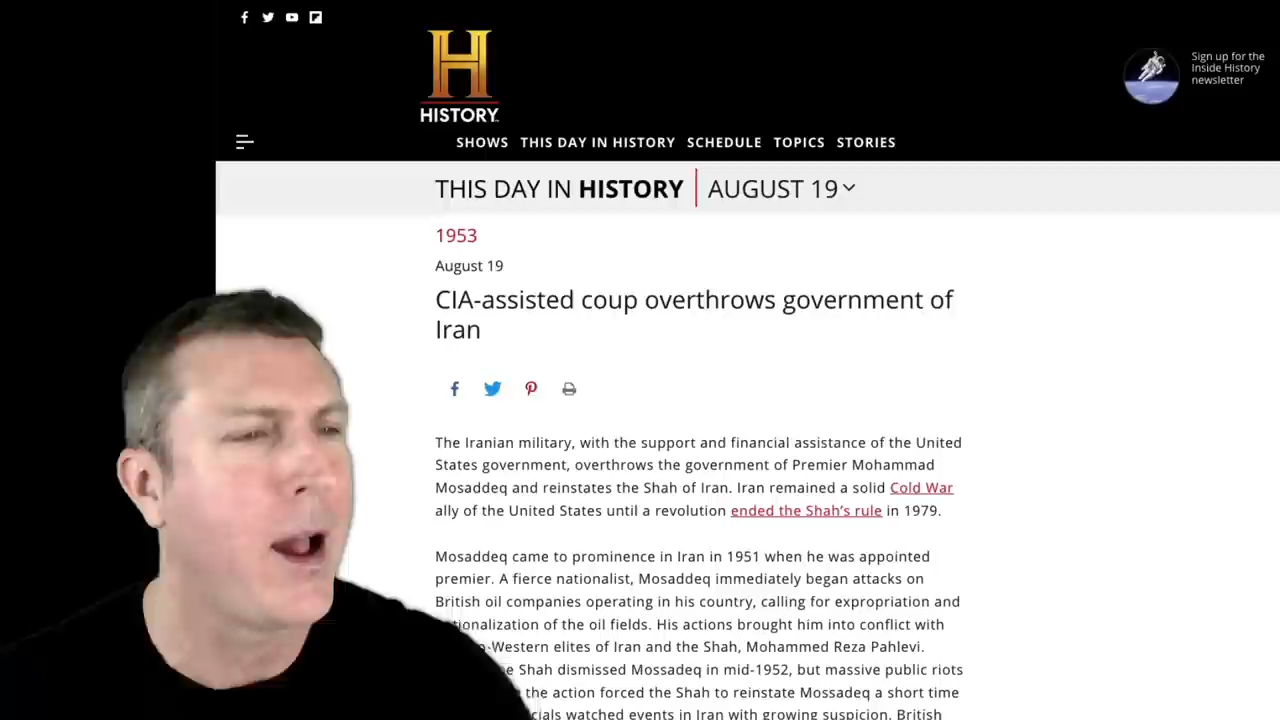 Sign up for the
Inside History
newsletter
H
HISTORY
SHOWS THIS DAY IN HISTORY SCHEDULE TOPICS STORIES
THIS DAY IN HISTORY | AUGUST 19
1953
August 19
CIA-assisted coup overthrows government of
Iran
The Iranian military, with the support and financial assistance of the United
States government, overthrows the government of Premier Mohammad
Mosaddeq and reinstates the Shah of Iran. Iran remained a solid Cold War
ally of the United States until a revolution ended the Shah's rule in 1979.
Mosaddeq came to prominence in Iran in 1951 when he was appointed
premier. A fierce nationalist, Mosaddeq immediately began attacks on
British oil companies operating in his country, calling for expropriation and
of the oil fields. His actions brought him into conflict with
elites of Iran and the Shah, Mohammed Reza Pahlevi.
Shah dismissed Mossadeq in mid-1952, but massive public riots
the action forced the Shah to reinstate Mossadeq a short time
watched events in Iran with growing suspicion. British